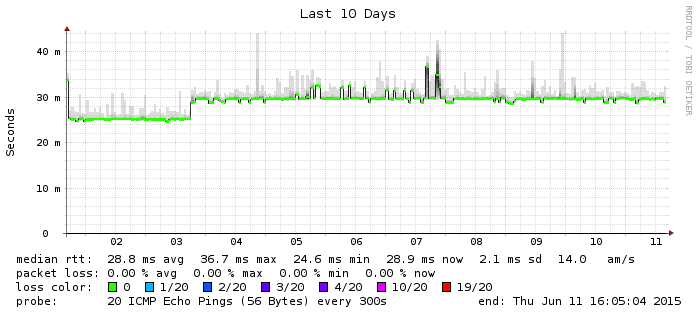 Last 10 Days
RRDTOOL / TOBI OETIKER
Seconds
40 m
30 m
20 m
10 m
0
02 03 04 05 06 07 08 09 10 11
median rtt: 28.8 ms avg 36.7 ms max 24.6 ms min 28.9 ms now 2.1 ms sd 14.0 am/s
packet loss: 0.00 % avg 0.00 % max 0.00 % min 0.00 % now
loss color: 0 1/20 2/20 3/20 4/20 10/20 19/20
probe: 20 ICMP Echo Pings (56 Bytes) every 300s end: Thu Jun 11 16:05:04 2015